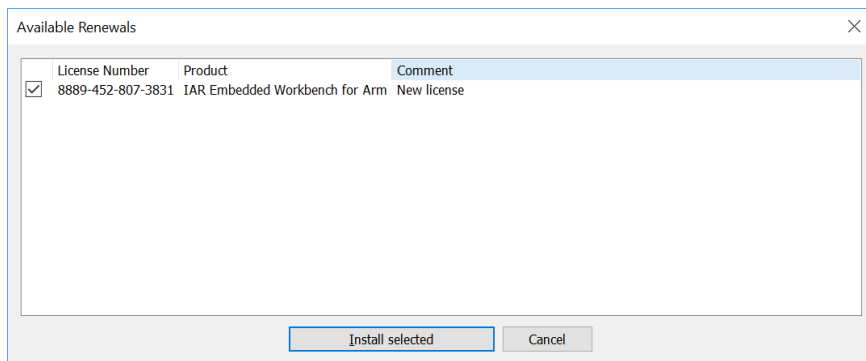 Available Renewals
License Number Product Comment
8889-452-807-3831 IAR Embedded Workbench for Arm New license
Install selected Cancel